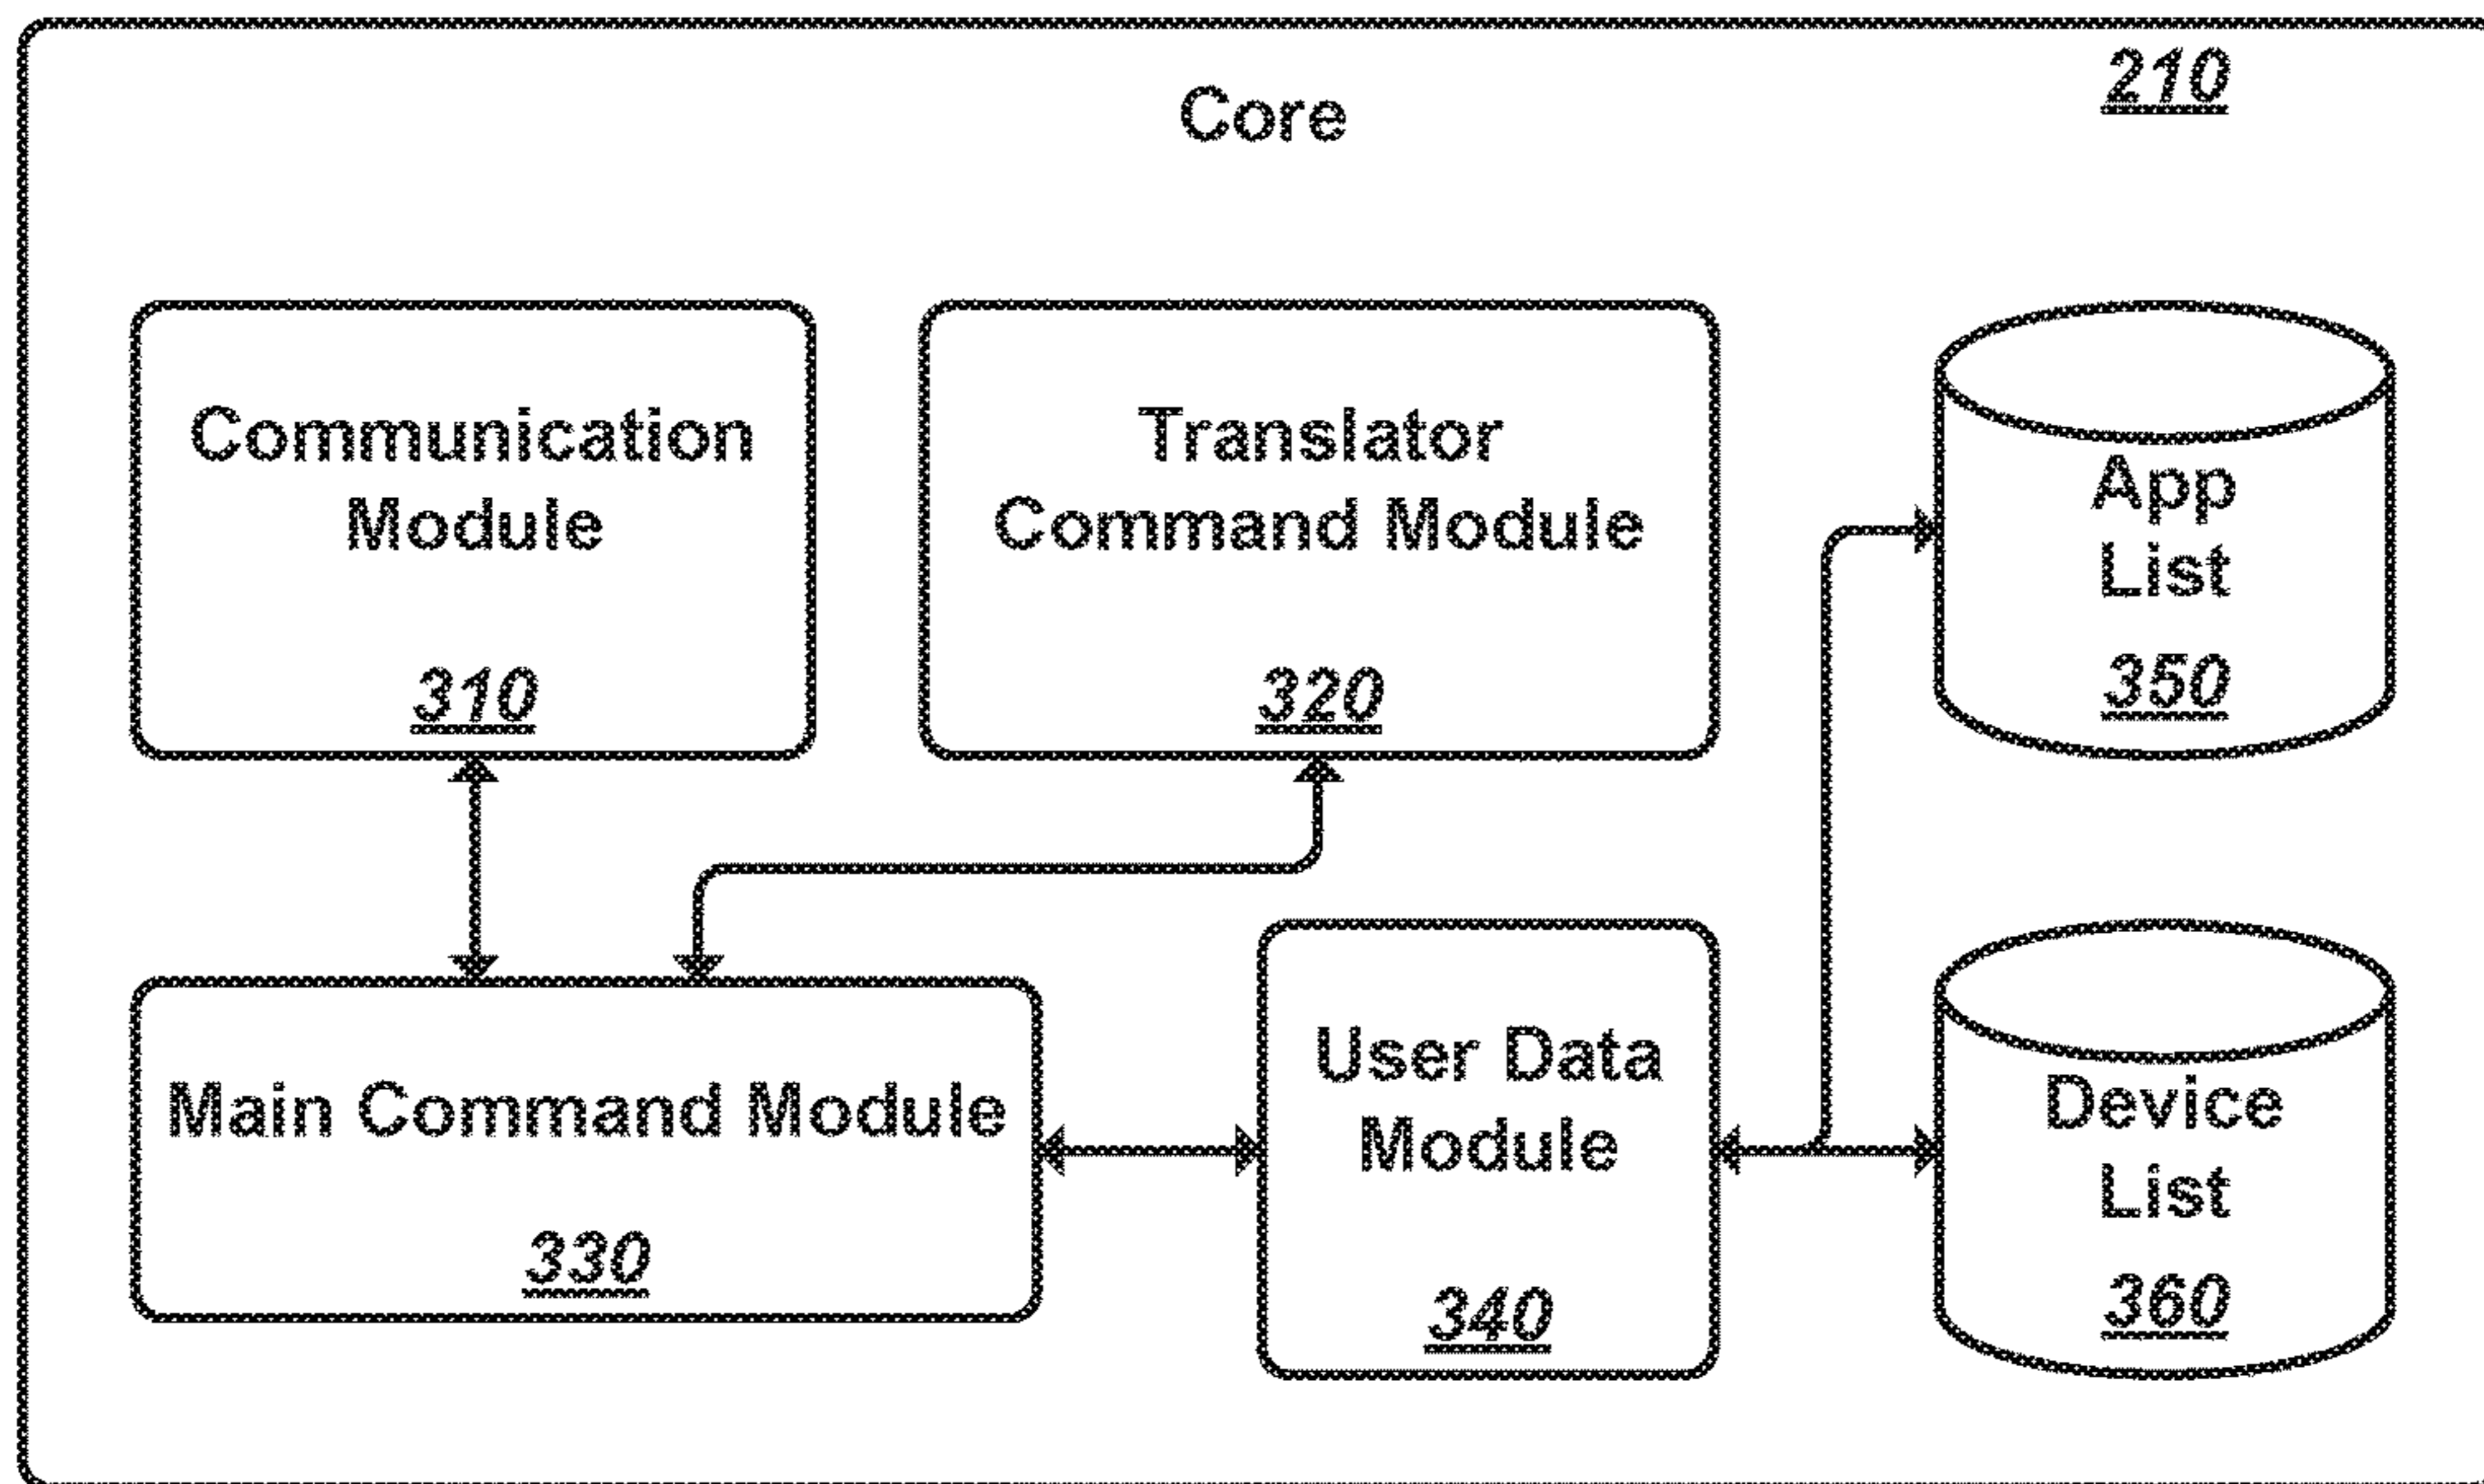 210
Core
Communication
Module
310
Translator
Command Module
320
App
List
350
Main Command Module
330
User Data
Module
340
Device
List
360